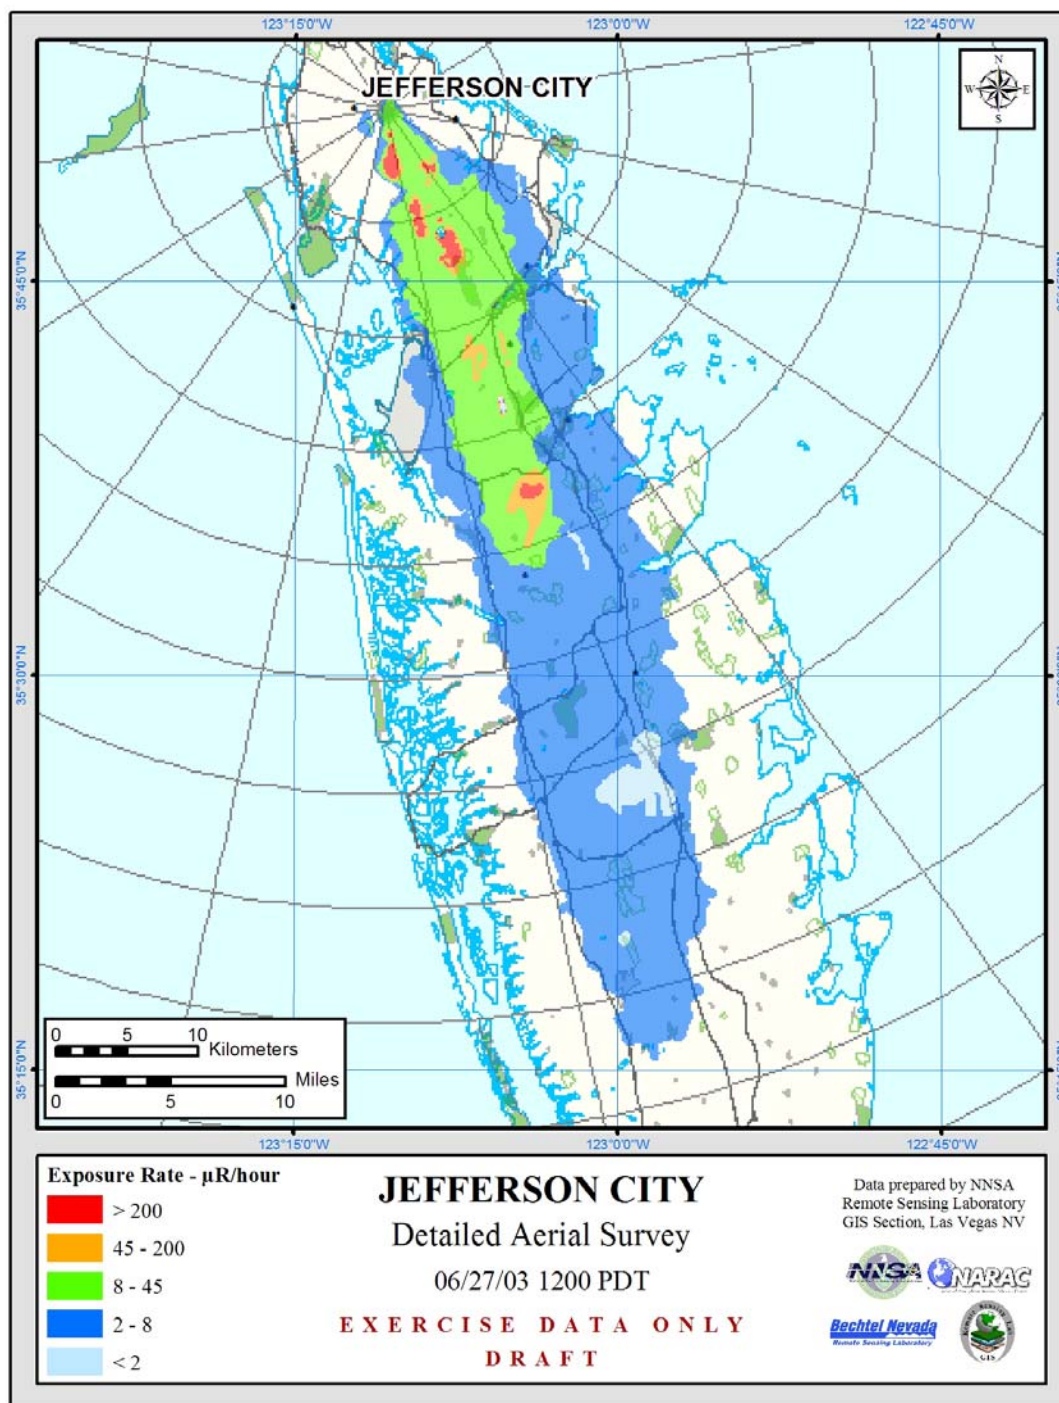 123°15'0"W 123°0'0"W 122°45'0"W
JEFFERSON CITY
N
W E
S
35°45'0"N
35°30'0"N
35°15'0"N
0 5 10
Kilometers
Miles
0 5 10
123°15'0"W 123°0'0"W 122°45'0"W
Exposure Rate - µR/hour
> 200
45 - 200
8 - 45
2 - 8
< 2
JEFFERSON CITY
Detailed Aerial Survey
06/27/03 1200 PDT
EXERCISE DATA ONLY
DRAFT
Data prepared by NNSA
Remote Sensing Laboratory
GIS Section, Las Vegas NV
NNSA
NARAC
Bechtel Nevada
Remote Sensing Laboratory
GIS